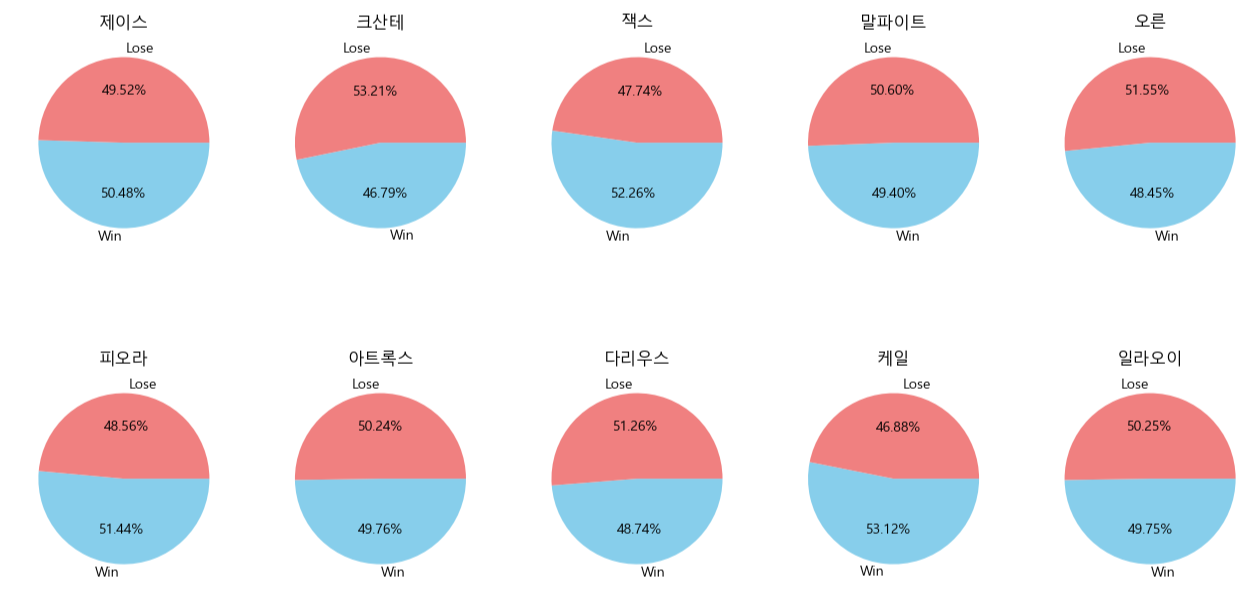 제이스
Lose
49.52%
50.48%
Win
크산테
Lose
53.21%
46.79%
Win
잭스
Lose
47.74%
52.26%
Win
말파이트
Lose
50.60%
49.40%
Win
오른
Lose
51.55%
48.45%
Win
피오라
Lose
48.56%
51.44%
Win
아트록스
Lose
50.24%
49.76%
Win
다리우스
Lose
51.26%
48.74%
Win
케일
Lose
46.88%
53.12%
Win
일라오이
Lose
50.25%
49.75%
Win